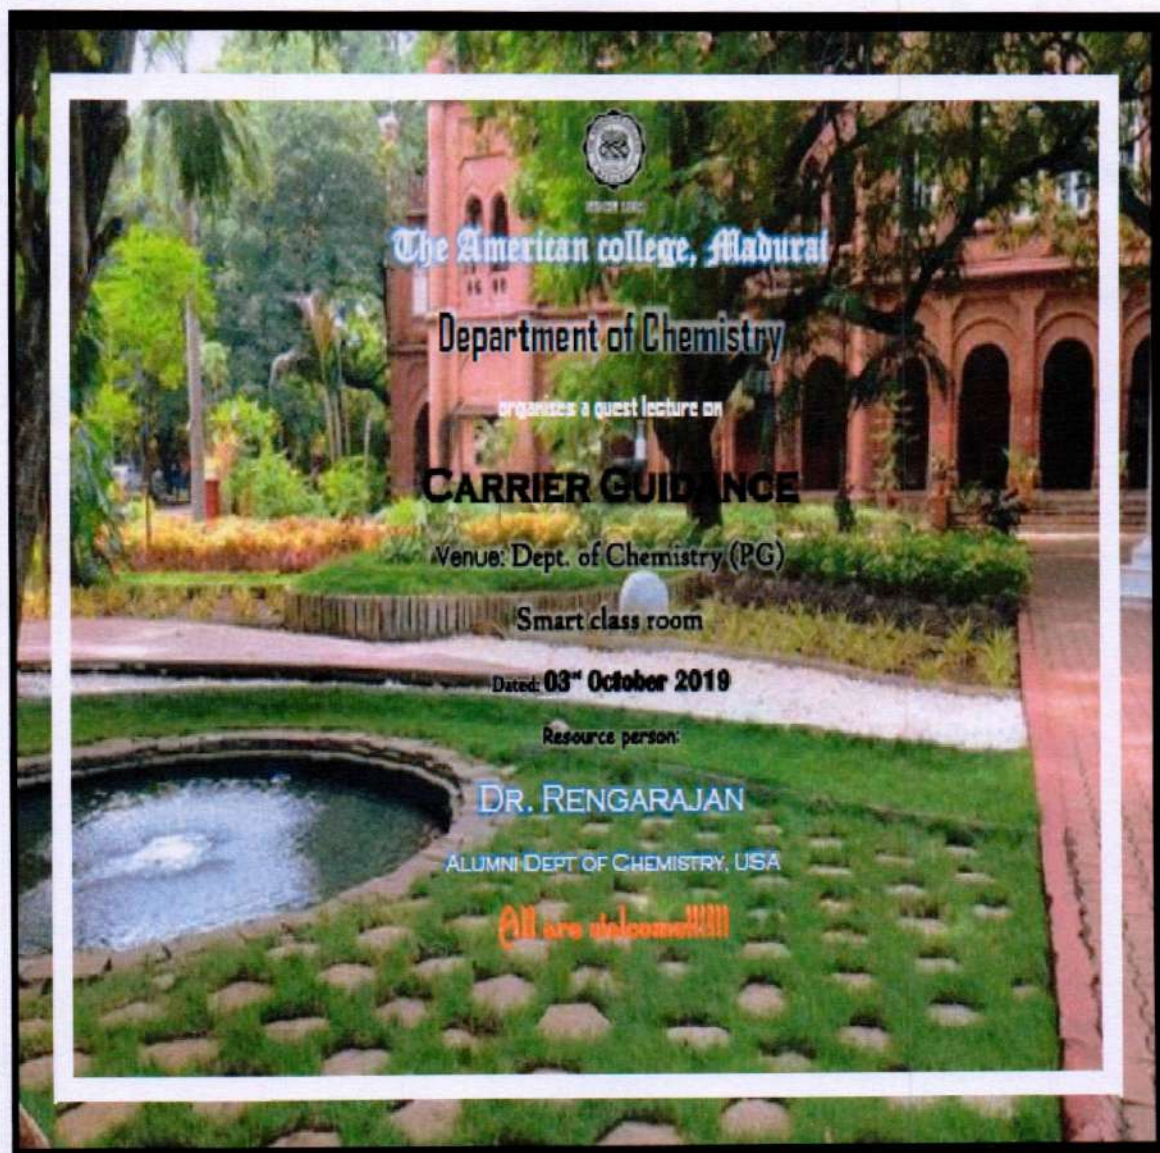 The American college, Madurai
Department of Chemistry
organises a guest lecture on
CARRIER GUIDANCE
Venue: Dept. of Chemistry (PG)
Smart class room
Dated: 03rd October 2019
Resource person:
DR. RENGARAJAN
ALUMNI DEPT OF CHEMISTRY, USA
All are welcome!!!!!!